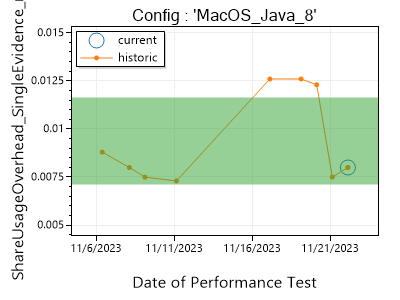 Config : 'MacOS_Java_8'
current
historic
0.015
0.0125
0.01
0.0075
0.005
ShareUsageOverhead_SingleEvidence_
11/6/2023
11/11/2023
11/16/2023
11/21/2023
Date of Performance Test